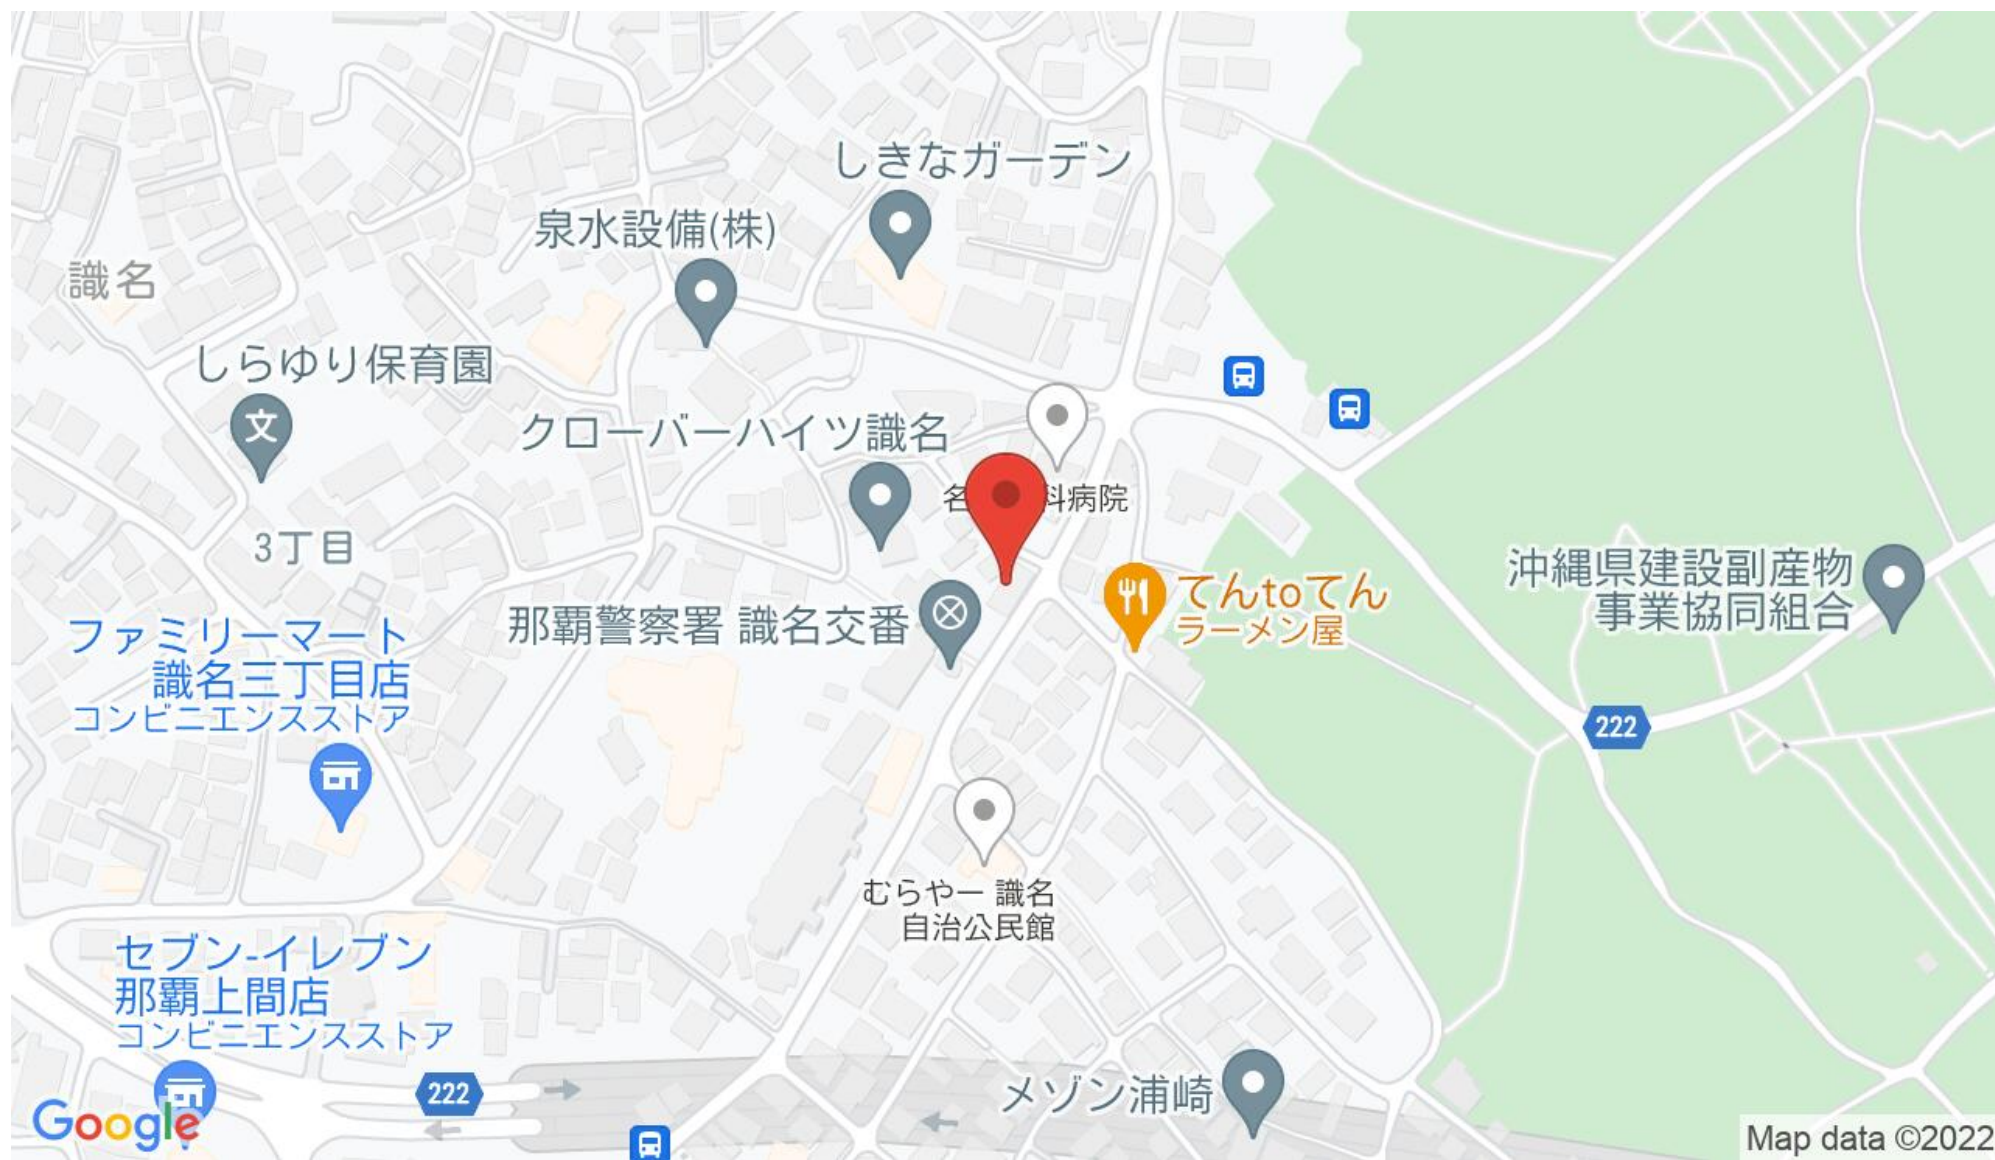 しきなガーデン
泉水設備(株)
識名
しらゆり保育園
文
クローバーハイツ識名
名
科病院
3丁目
沖縄県建設副産物
事業協同組合
てんtoてん
ラーメン屋
那覇警察署 識名交番
ファミリーマート
識名三丁目店
コンビニエンスストア
222
むらやー 識名
自治公民館
セブン-イレブン
那覇上間店
コンビニエンスストア
222
メゾン浦崎
Google
Map data ©2022